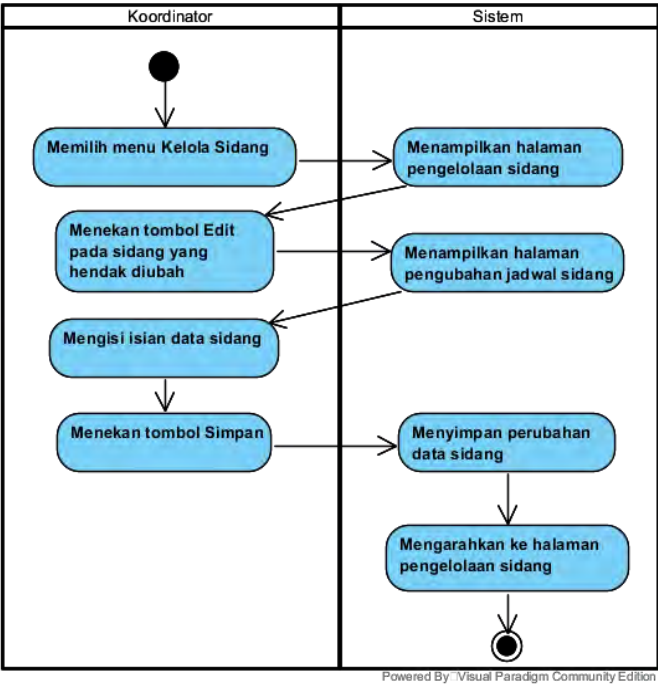 Koordinator
Sistem
Memilih menu Kelola Sidang
Menampilkan halaman
pengelolaan sidang
Menekan tombol Edit
pada sidang yang
hendak diubah
Menampilkan halaman
pengubahan jadwal sidang
Mengisi isian data sidang
Menekan tombol Simpan
Menyimpan perubahan
data sidang
Mengarahkan ke halaman
pengelolaan sidang
Powered By Visual Paradigm Community Edition